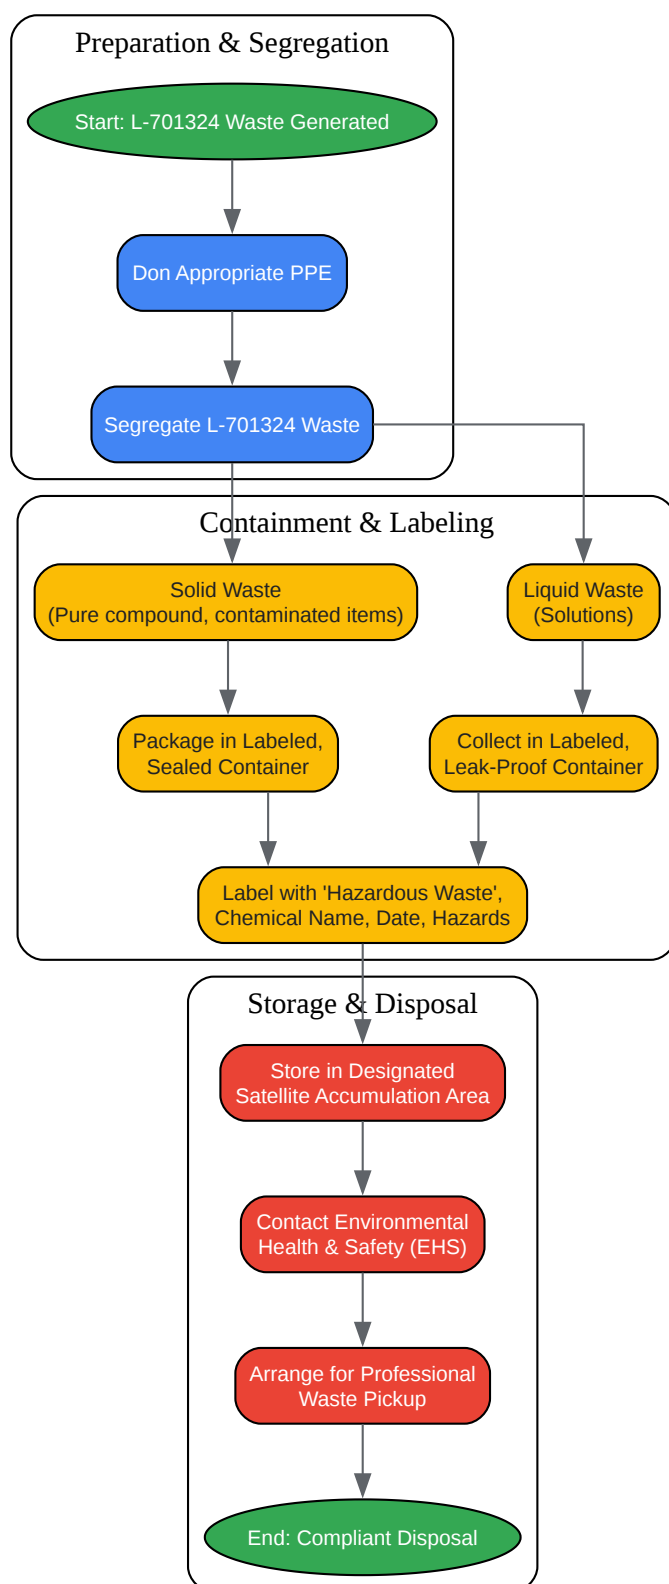 Preparation & Segregation
Start: L-701324 Waste Generated
Don Appropriate PPE
Segregate L-701324 Waste
Containment & Labeling
Solid Waste
(Pure compound, contaminated items)
Liquid Waste
(Solutions)
Package in Labeled,
Sealed Container
Collect in Labeled,
Leak-Proof Container
Label with 'Hazardous Waste',
Chemical Name, Date, Hazards
Storage & Disposal
Store in Designated
Satellite Accumulation Area
Contact Environmental
Health & Safety (EHS)
Arrange for Professional
Waste Pickup
End: Compliant Disposal